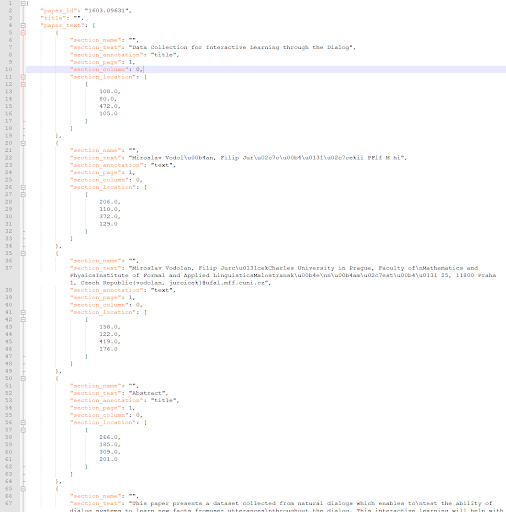 1 {
2 "paper_id": "1603.09631",
3 "title": "",
4 "paper_text": [
5 {
6 "section_name": "",
7 "section_text": "Data Collection for Interactive Learning through the Dialog",
8 "section_annotation": "title",
9 "section_page": 1,
10 "section_column": 0,
11 "section_location": [
12 [
13 108.0,
14 80.0,
15 472.0,
16 105.0
17 ]
18 ]
19 },
20 {
21 "section_name": "",
22 "section_text": "Miroslav Vodol\u00b4an, Filip Jur\u02c7c\u00b4\u0131\u02c7cekii PFlf M hi",
23 "section_annotation": "text",
24 "section_page": 1,
25 "section_column": 0,
26 "section_location": [
27 [
28 206.0,
29 110.0,
30 372.0,
31 129.0
32 ]
33 ]
34 },
35 {
36 "section_name": "",
37 "section_text": "Miroslav Vodolan, Filip Jurc\u0131cekCharles University in Prague, Faculty of\nMathematics and
PhysicsInstitute of Formal and Applied LinguisticsMalostransk\u00b4e\nn\u00b4am\u02c7est\u00b4\u0131 25, 11800 Praha
1, Czech Republic{vodolan, jurcicek}@ufal.mff.cuni.cz",
38 "section_annotation": "text",
39 "section_page": 1,
40 "section_column": 0,
41 "section_location": [
42 [
43 158.0,
44 122.0,
45 419.0,
46 176.0
47 ]
48 ]
49 },
50 {
51 "section_name": "",
52 "section_text": "Abstract",
53 "section_annotation": "title",
54 "section_page": 1,
55 "section_column": 0,
56 "section_location": [
57 [
58 266.0,
59 185.0,
60 309.0,
61 201.0
62 ]
63 ]
64 },
65 {
66 "section_name": "",
67 "section_text": "This paper presents a dataset collected from natural dialogs which enables to\ntest the ability of
dialog systems to learn new facts from user utterances\nthroughout the dialog. This interactive learning will help with